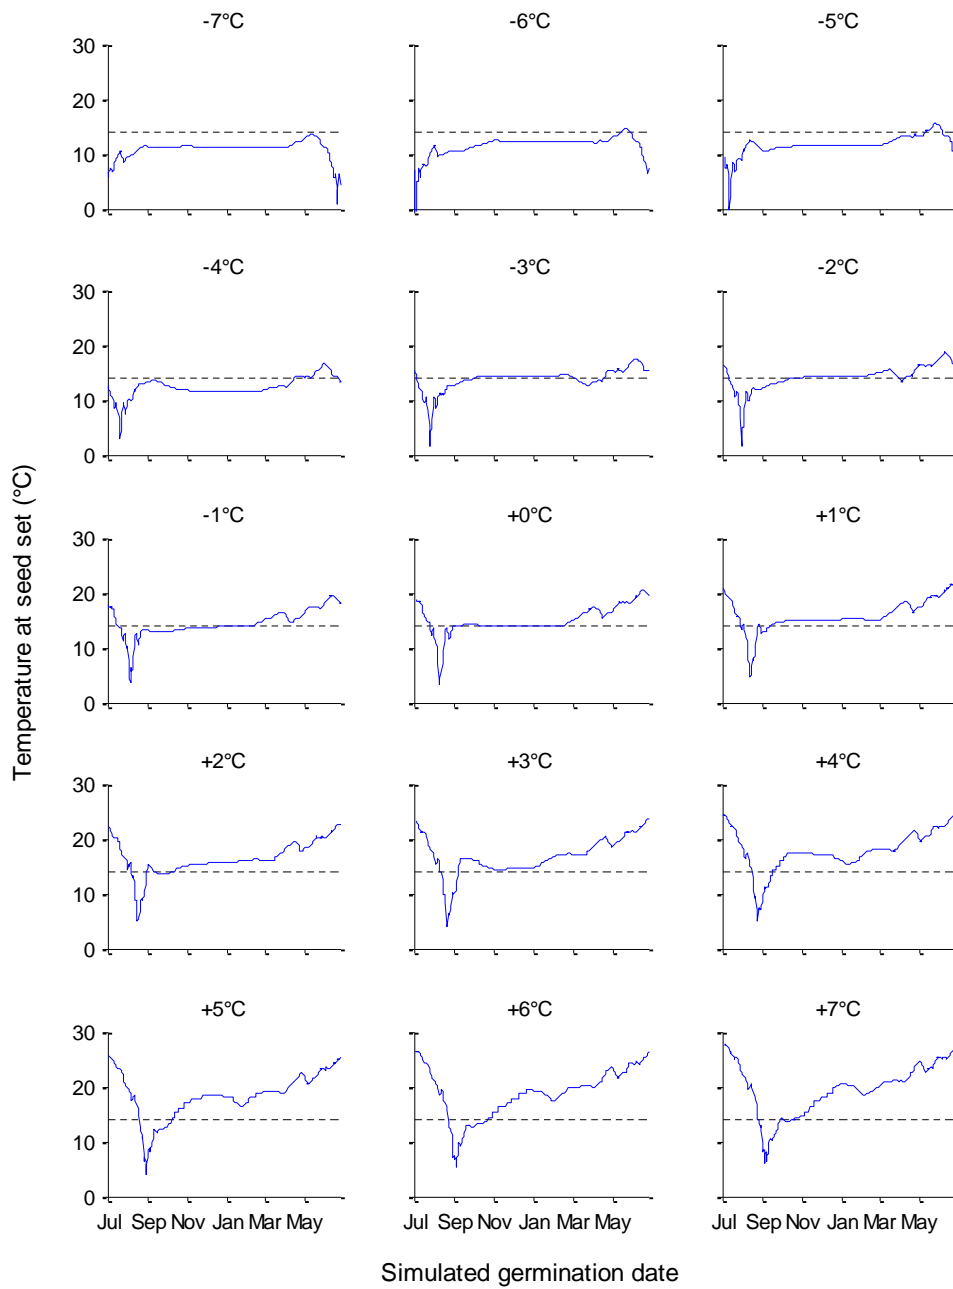 -7°C -6°C -5°C
30
20
10
0
-4°C -3°C -2°C
30
20
10
0
-1°C +0°C +1°C
30
20
10
0
+2°C +3°C +4°C
30
20
10
0
+5°C +6°C +7°C
30
20
10
0
Jul Sep Nov Jan Mar May Jul Sep Nov Jan Mar May Jul Sep Nov Jan Mar May
Temperature at seed set (°C)
Simulated germination date